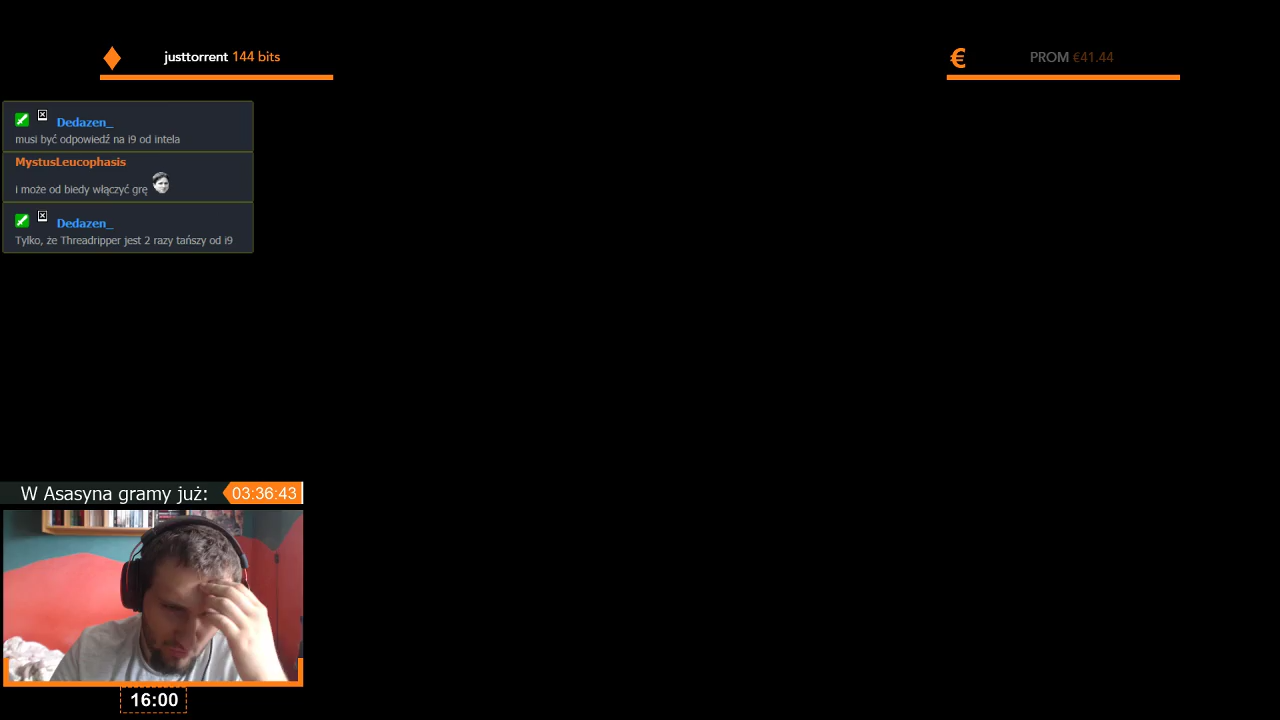 justtorrent 144 bits
€ PROM €41.44
Dedazen_
musi być odpowiedź na i9 od intela
MystusLeucophasis
i może od biedy włączyć grę
Dedazen_
Tylko, że Threadripper jest 2 razy tańszy od i9
W Asasyna gramy już: 03:36:43
16:00